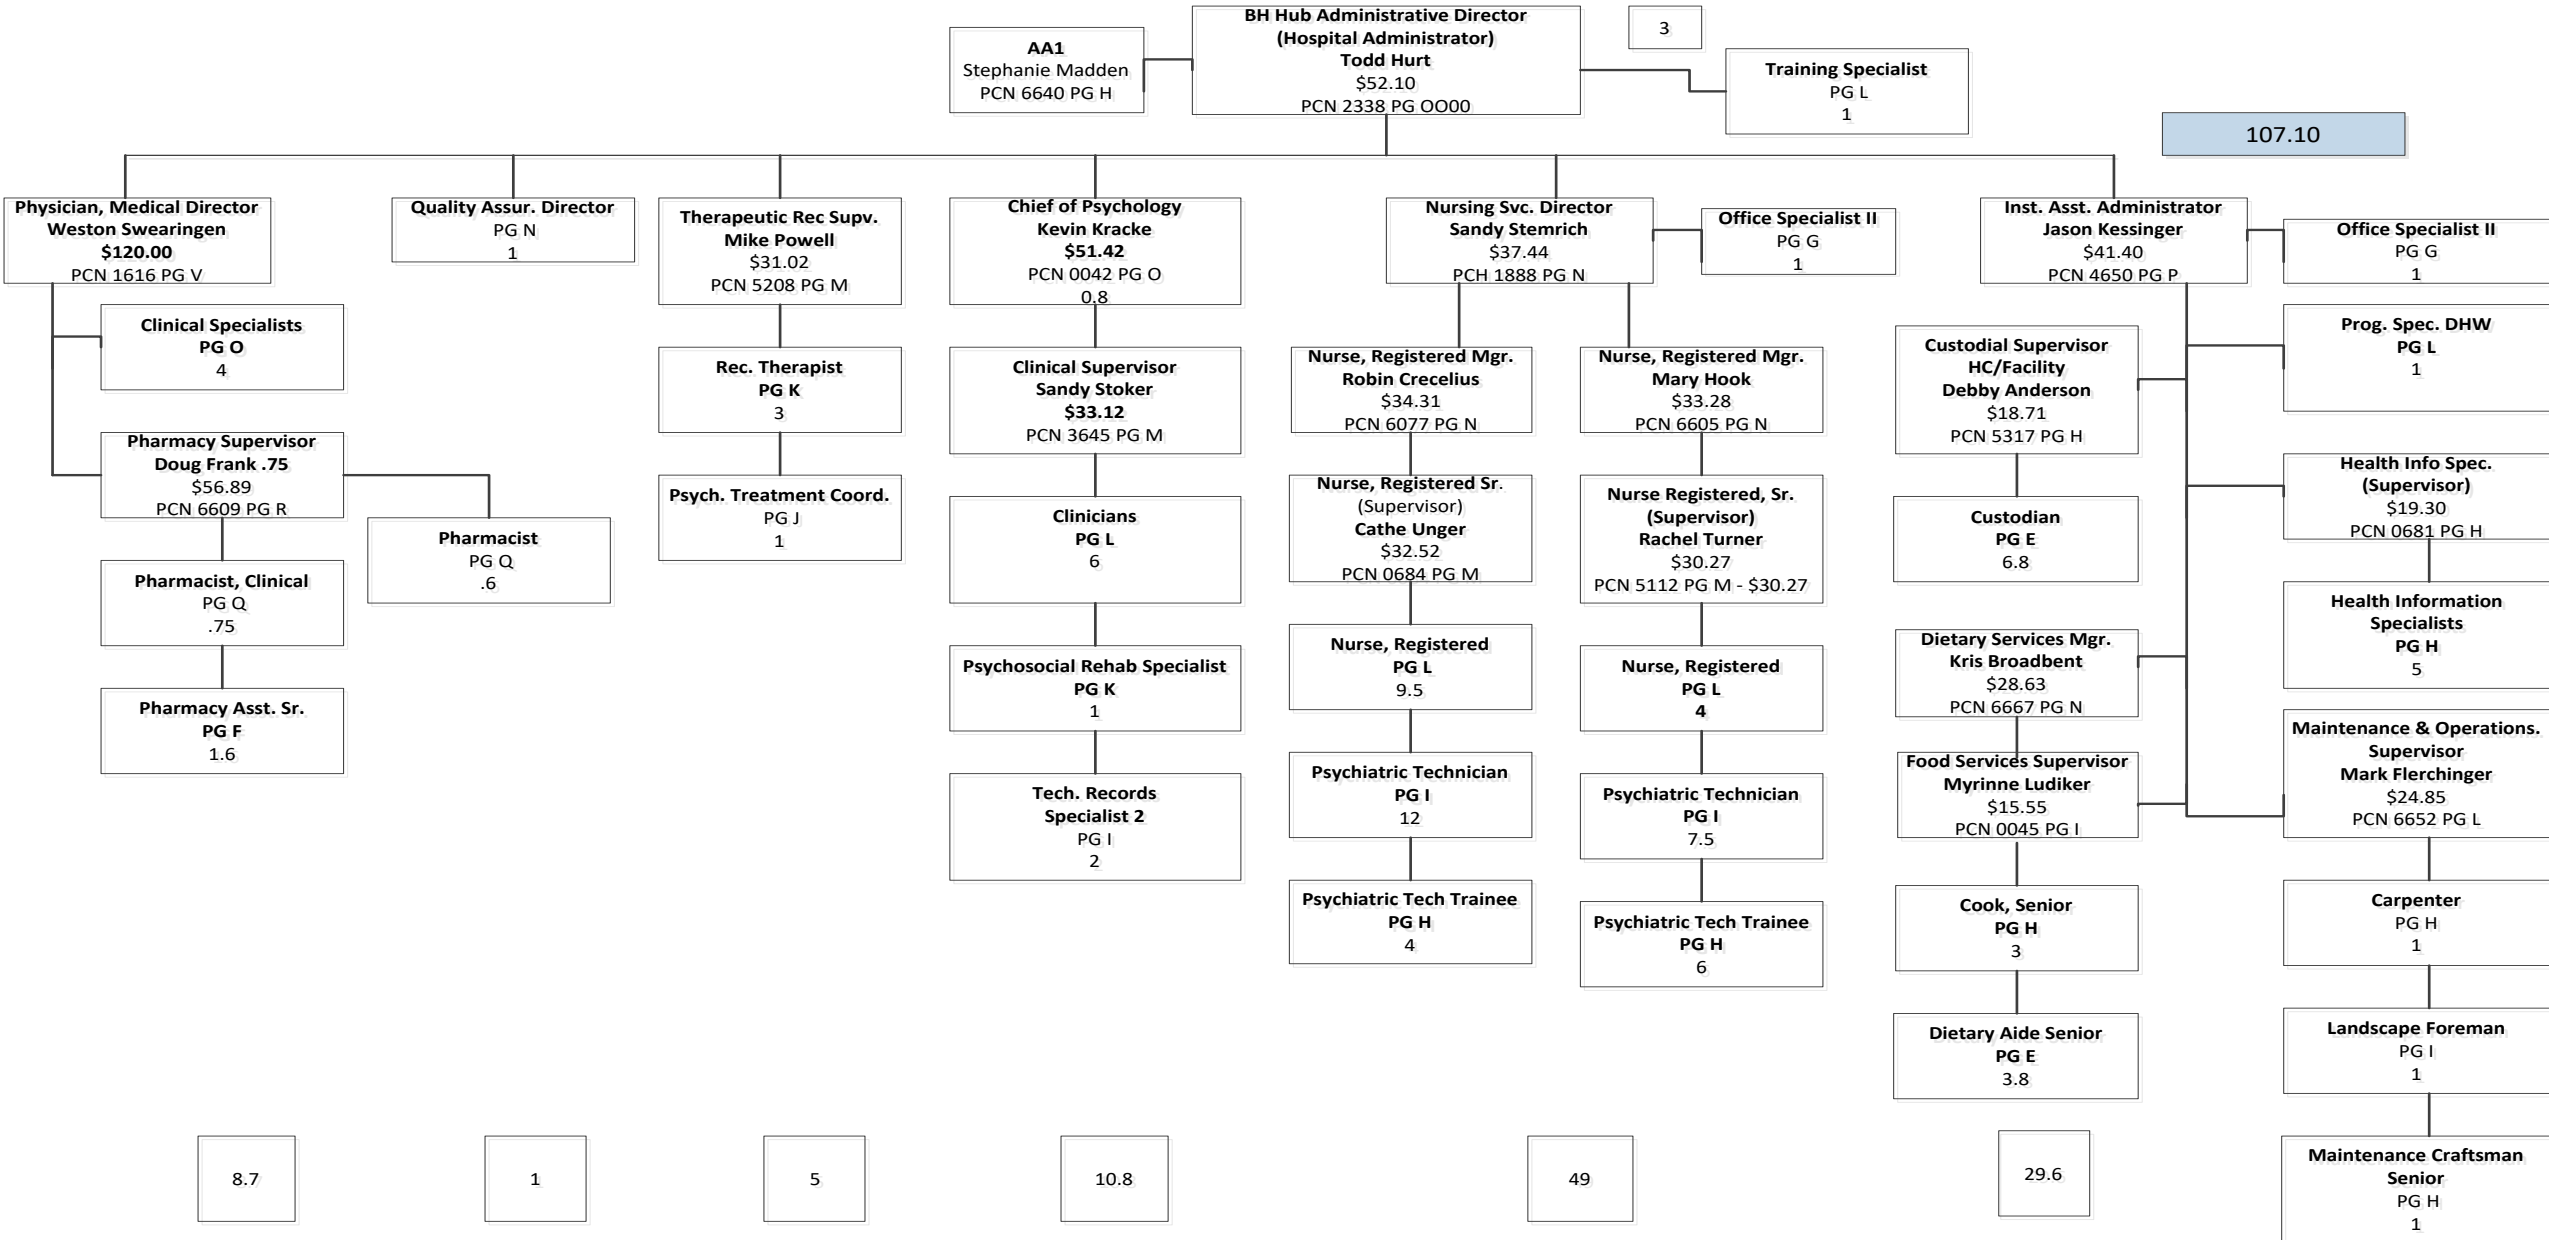 AA1
Stephanie Madden
PCN 6640 PG H
BH Hub Administrative Director
(Hospital Administrator)
Todd Hurt
$52.10
PCN 2338 PG OO00
3
Training Specialist
PG L
1
107.10
Physician, Medical Director
Weston Swearingen
$120.00
PCN 1616 PG V
Clinical Specialists
PG O
4
Pharmacy Supervisor
Doug Frank .75
$56.89
PCN 6609 PG R
Pharmacist
PG Q
.6
Pharmacist, Clinical
PG Q
.75
Pharmacy Asst. Sr.
PG F
1.6
Quality Assur. Director
PG N
1
Therapeutic Rec Supv.
Mike Powell
$31.02
PCN 5208 PG M
Rec. Therapist
PG K
3
Psych. Treatment Coord.
PG J
1
Chief of Psychology
Kevin Kracke
$51.42
PCN 0042 PG O
0.8
Clinical Supervisor
Sandy Stoker
$33.12
PCN 3645 PG M
Clinicians
PG L
6
Psychosocial Rehab Specialist
PG K
1
Tech. Records
Specialist 2
PG I
2
Nursing Svc. Director
Sandy Stemrich
$37.44
PCH 1888 PG N
Office Specialist II
PG G
1
Nurse, Registered Mgr.
Robin Crecelius
$34.31
PCN 6077 PG N
Nurse, Registered Sr.
(Supervisor)
Cathe Unger
$32.52
PCN 0684 PG M
Nurse, Registered
PG L
9.5
Psychiatric Technician
PG I
12
Psychiatric Tech Trainee
PG H
4
Nurse, Registered Mgr.
Mary Hook
$33.28
PCN 6605 PG N
Nurse Registered, Sr.
(Supervisor)
Rachel Turner
$30.27
PCN 5112 PG M - $30.27
Nurse, Registered
PG L
4
Psychiatric Technician
PG I
7.5
Psychiatric Tech Trainee
PG H
6
Inst. Asst. Administrator
Jason Kessinger
$41.40
PCN 4650 PG P
Office Specialist II
PG G
1
Custodial Supervisor
HC/Facility
Debby Anderson
$18.71
PCN 5317 PG H
Custodian
PG E
6.8
Dietary Services Mgr.
Kris Broadbent
$28.63
PCN 6667 PG N
Food Services Supervisor
Myrinne Ludiker
$15.55
PCN 0045 PG I
Cook, Senior
PG H
3
Dietary Aide Senior
PG E
3.8
Prog. Spec. DHW
PG L
1
Health Info Spec.
(Supervisor)
$19.30
PCN 0681 PG H
Health Information
Specialists
PG H
5
Maintenance & Operations.
Supervisor
Mark Flerchinger
$24.85
PCN 6652 PG L
Carpenter
PG H
1
Landscape Foreman
PG I
1
Maintenance Craftsman
Senior
PG H
1
8.7
1
5
10.8
49
29.6